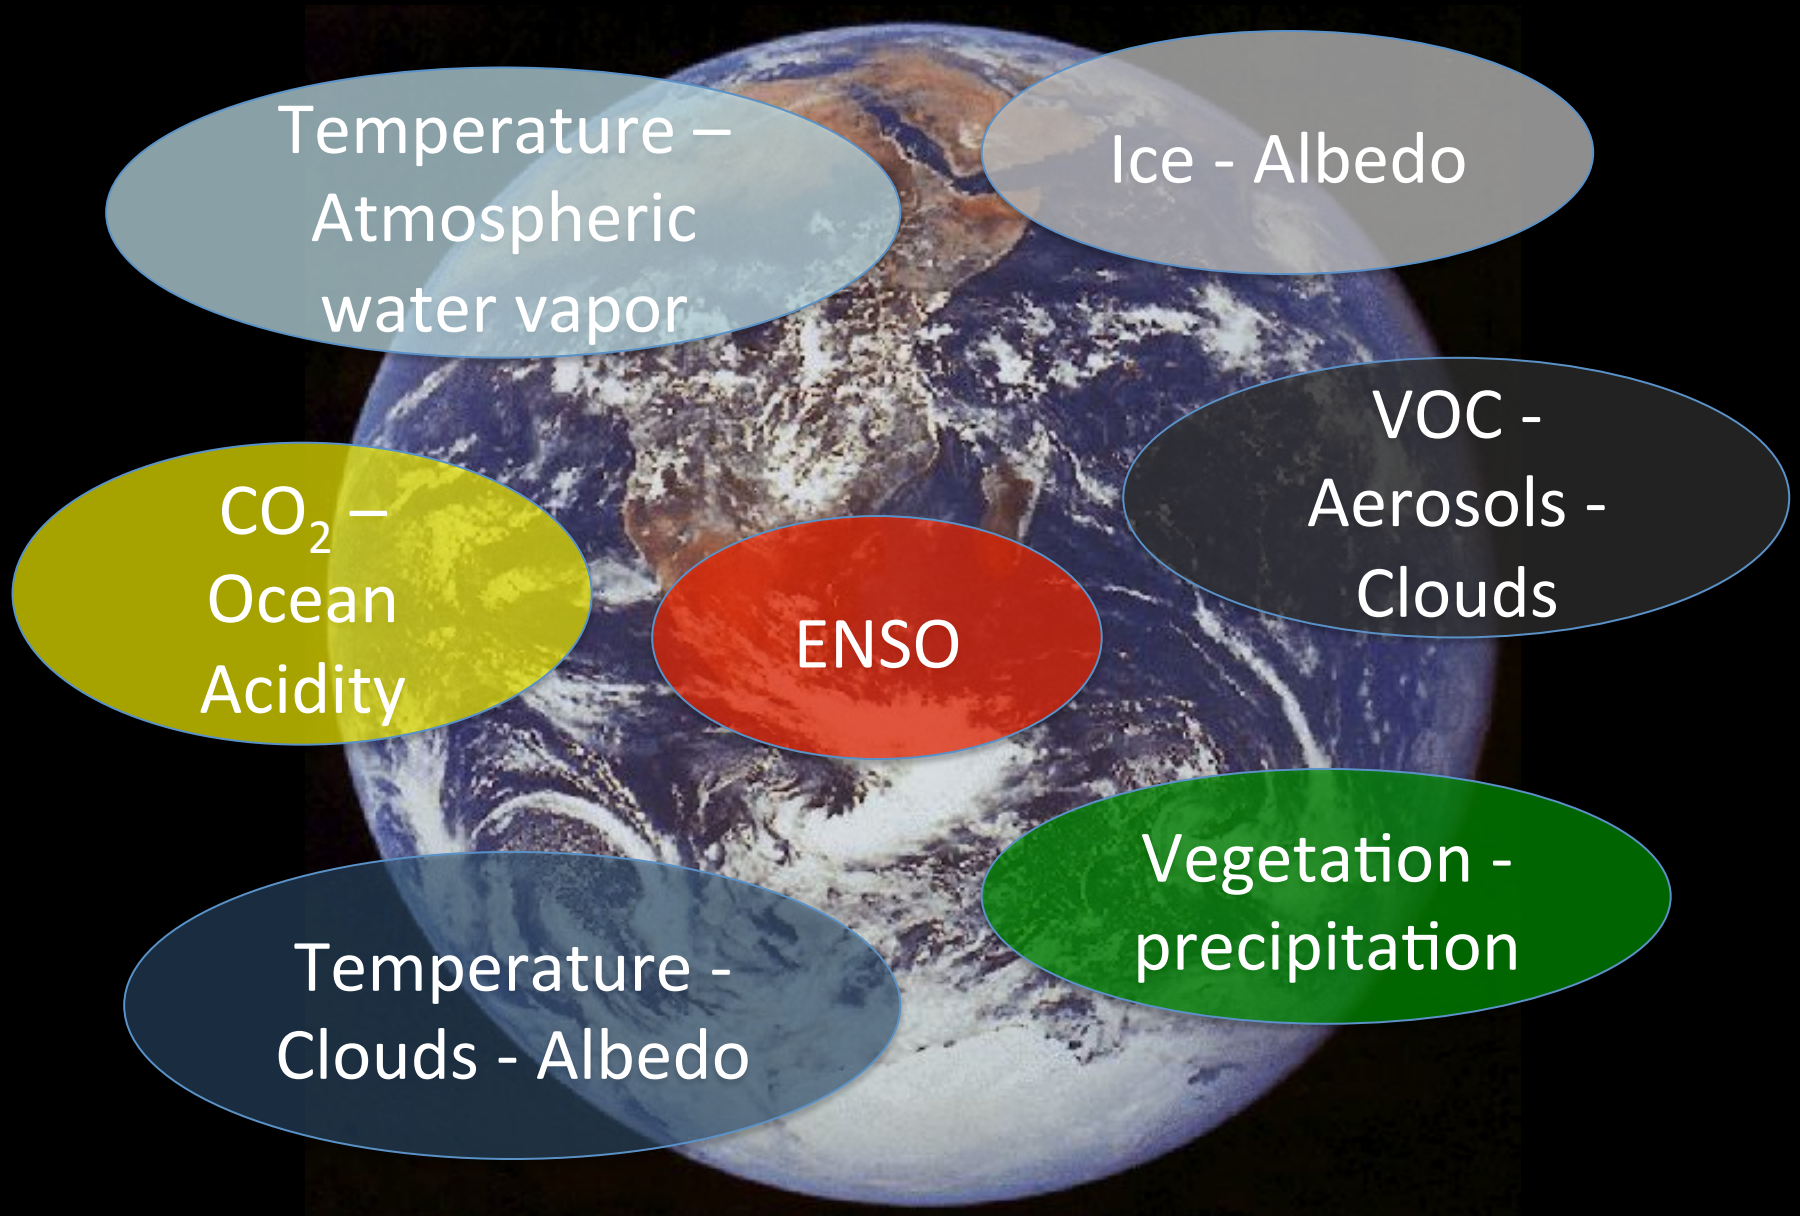 Temperature –
Atmospheric
water vapor
Ice - Albedo
VOC -
Aerosols -
Clouds
CO₂ –
Ocean
Acidity
ENSO
Vegetation -
precipitation
Temperature -
Clouds - Albedo